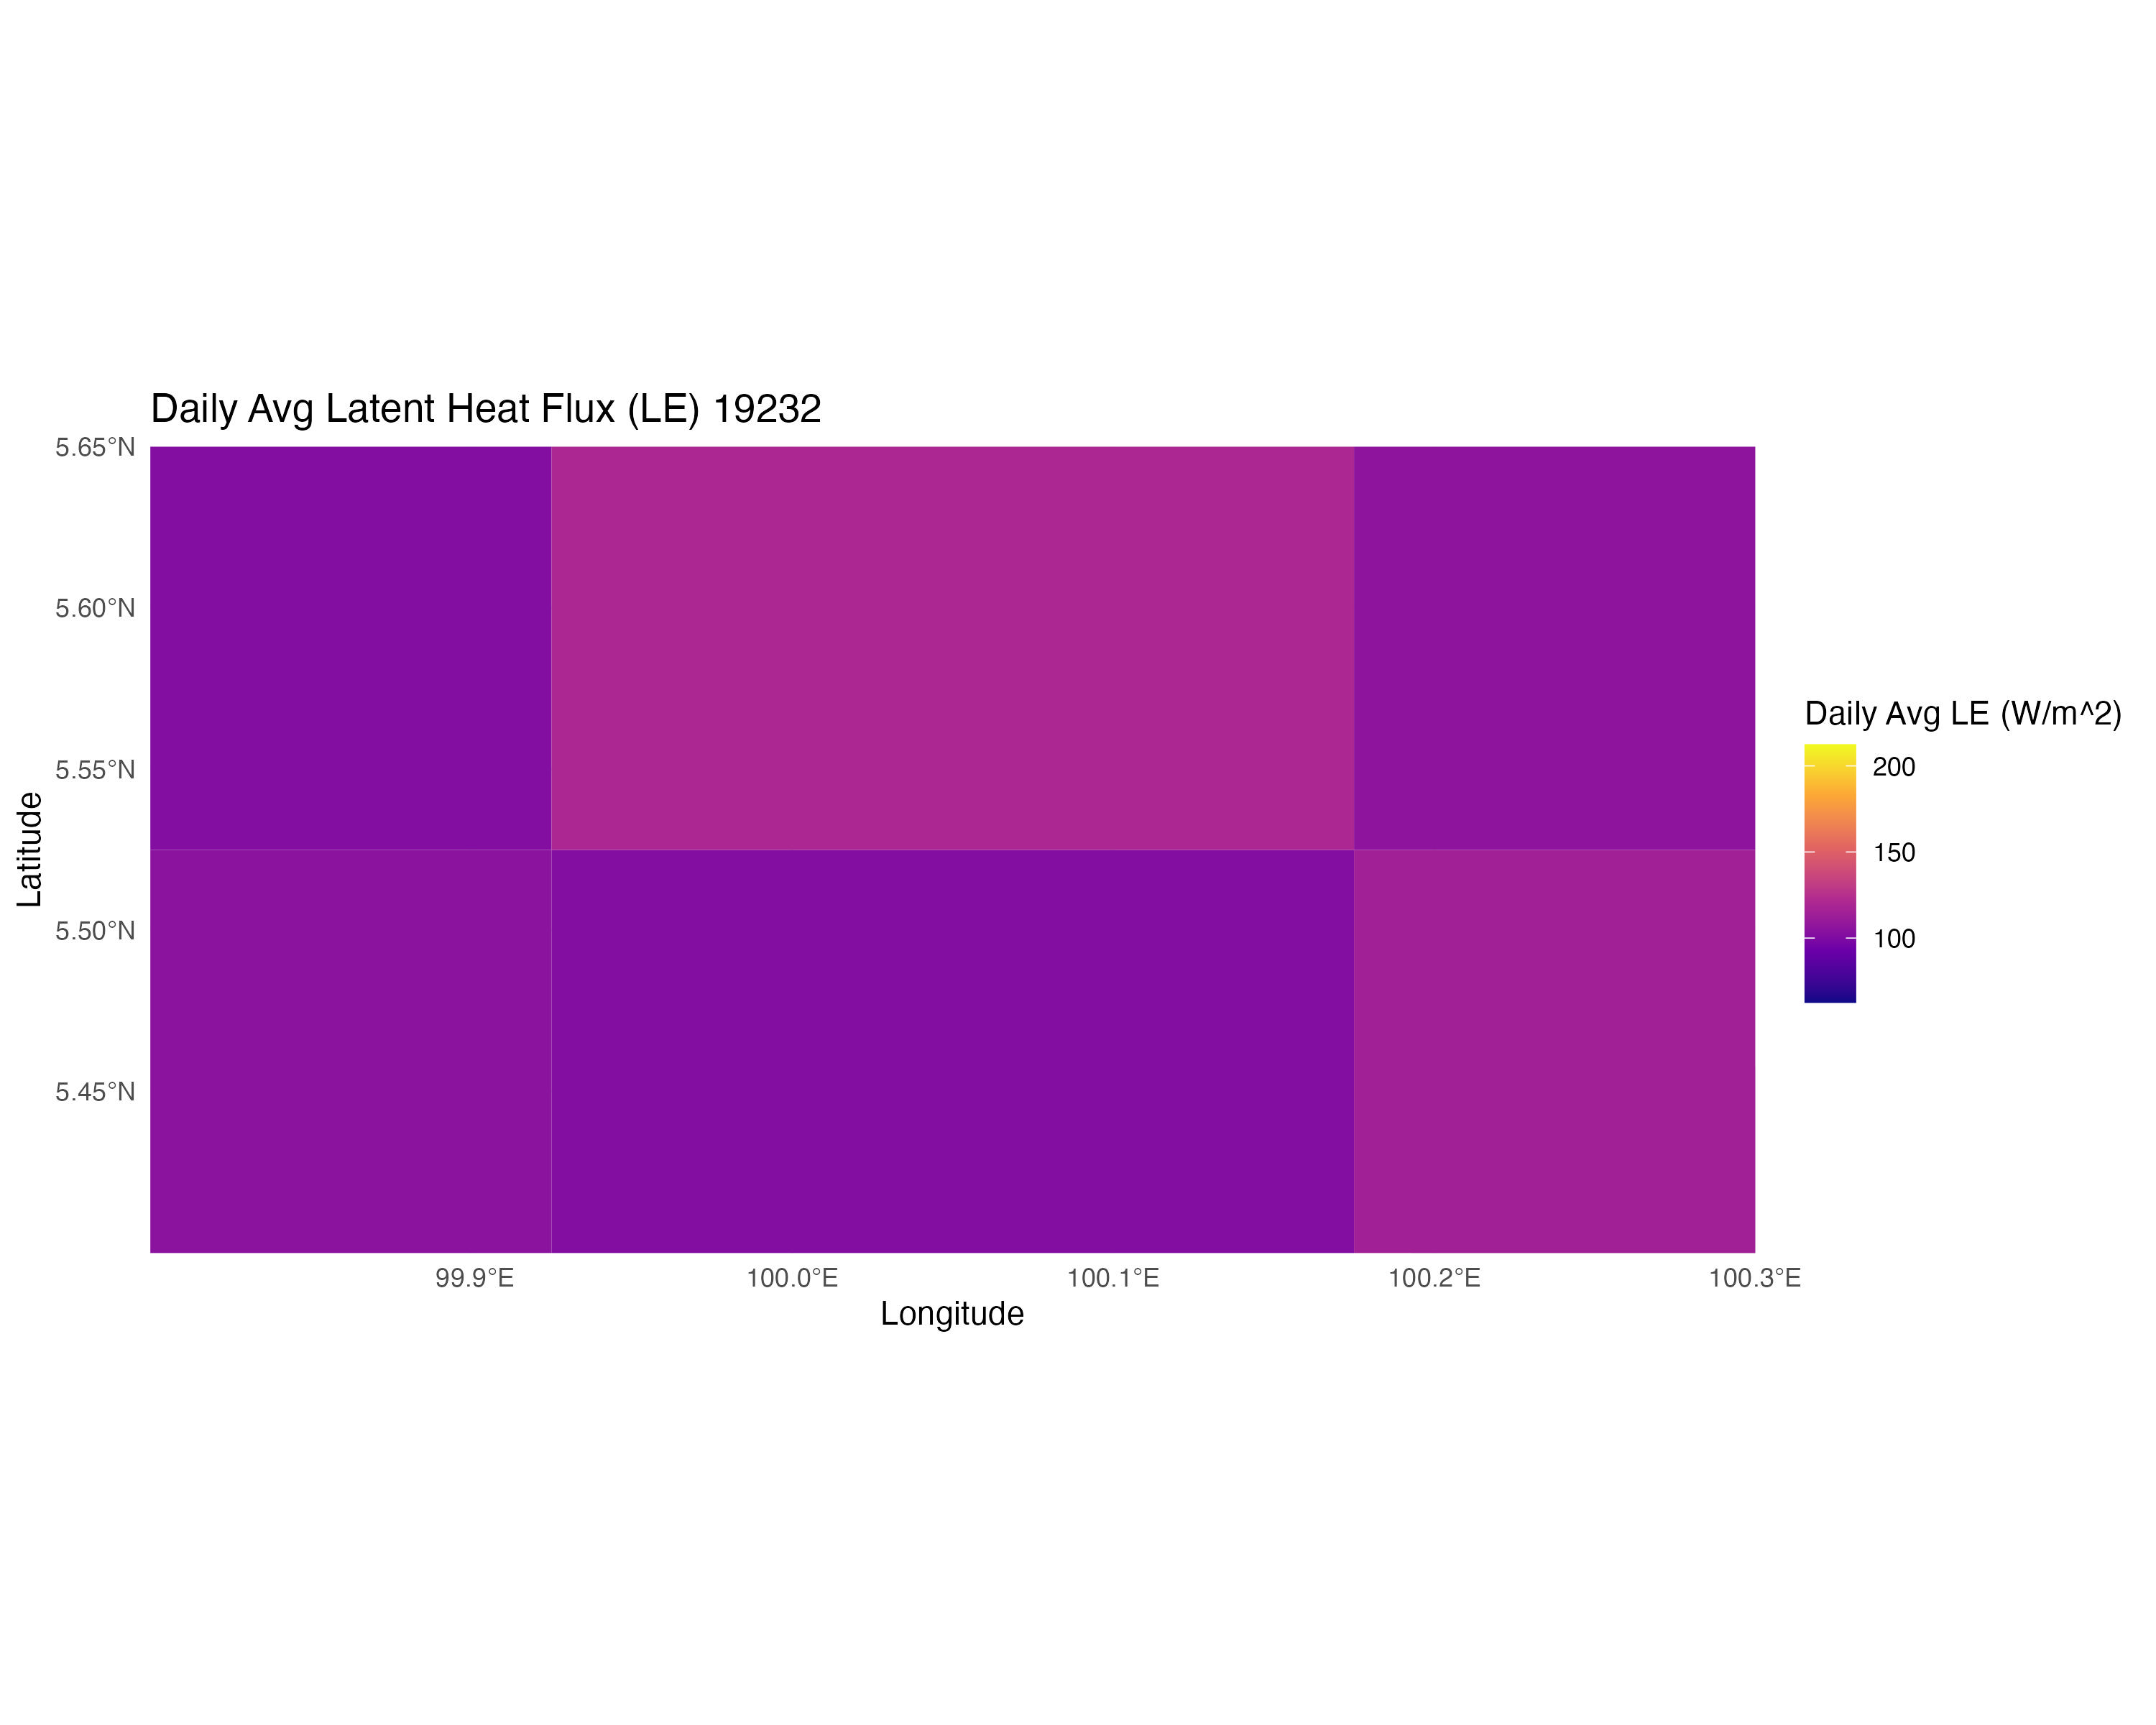 Daily Avg Latent Heat Flux (LE) 19232
5.65°N
5.60°N
5.55°N
5.50°N
5.45°N
Latitude
99.9°E
100.0°E
100.1°E
100.2°E
100.3°E
Longitude
Daily Avg LE (W/m^2)
200
150
100